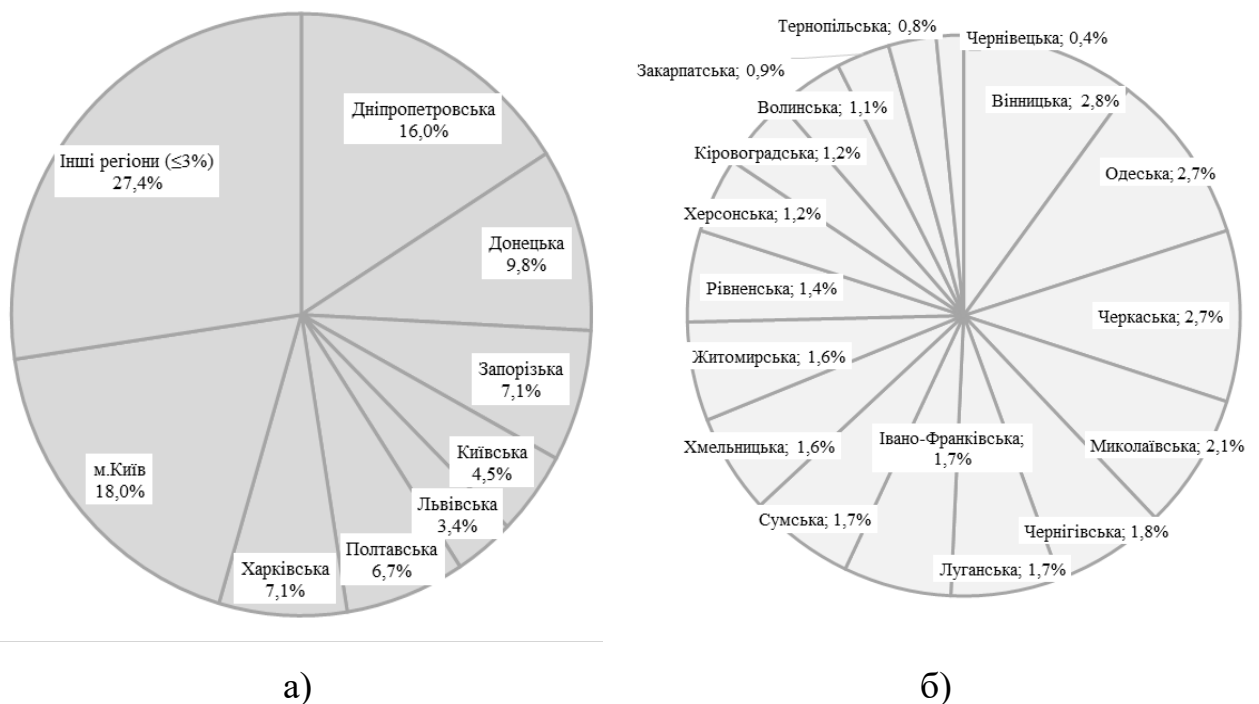 Дніпропетровська
16,0%
Інші регіони (≤3%)
27,4%
Донецька
9,8%
Запорізька
7,1%
Київська
4,5%
м.Київ
18,0%
Львівська
3,4%
Полтавська
6,7%
Харківська
7,1%
а)
Тернопільська; 0,8%
Чернівецька; 0,4%
Закарпатська; 0,9%
Вінницька; 2,8%
Волинська; 1,1%
Кіровоградська; 1,2%
Одеська; 2,7%
Херсонська; 1,2%
Рівненська; 1,4%
Черкаська; 2,7%
Житомирська; 1,6%
Хмельницька; 1,6%
Івано-Франківська;
1,7%
Миколаївська; 2,1%
Сумська; 1,7%
Чернігівська; 1,8%
Луганська; 1,7%
б)